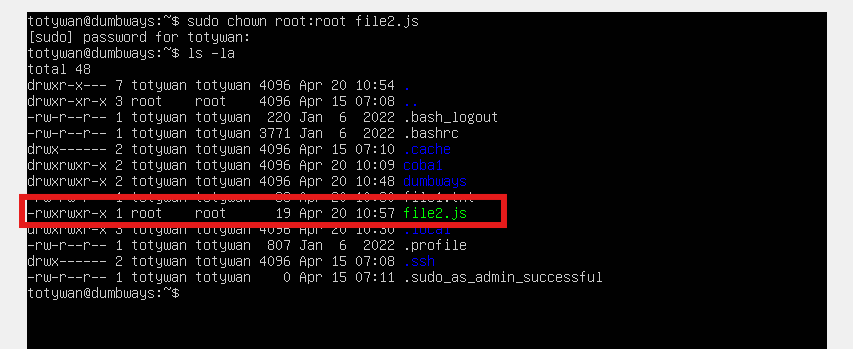 totywan@dumbways:~$ sudo chown root:root file2.js
[sudo] password for totywan:
totywan@dumbways:~$ ls -la
total 48
drwxr-x--- 7 totywan totywan 4096 Apr 20 10:54 .
drwxr-xr-x 3 root    root    4096 Apr 15 07:08 ..
-rw-r--r-- 1 totywan totywan  220 Jan  6  2022 .bash_logout
-rw-r--r-- 1 totywan totywan 3771 Jan  6  2022 .bashrc
drwx------ 2 totywan totywan 4096 Apr 15 07:10 .cache
drwxrwxr-x 2 totywan totywan 4096 Apr 20 10:09 coba1
drwxrwxr-x 2 totywan totywan 4096 Apr 20 10:48 dumbways
-rw-rw-r-- 1 totywan totywan Apr 20
-rwxrwxr-x 1 root    root      19 Apr 20 10:57 file2.js
drwxrwxr-x 3 totywan totywan 4096 Apr 20 10:30 .local
-rw-r--r-- 1 totywan totywan  807 Jan  6  2022 .profile
drwx------ 2 totywan totywan 4096 Apr 15 07:08 .ssh
-rw-r--r-- 1 totywan totywan    0 Apr 15 07:11 .sudo_as_admin_successful
totywan@dumbways:~$